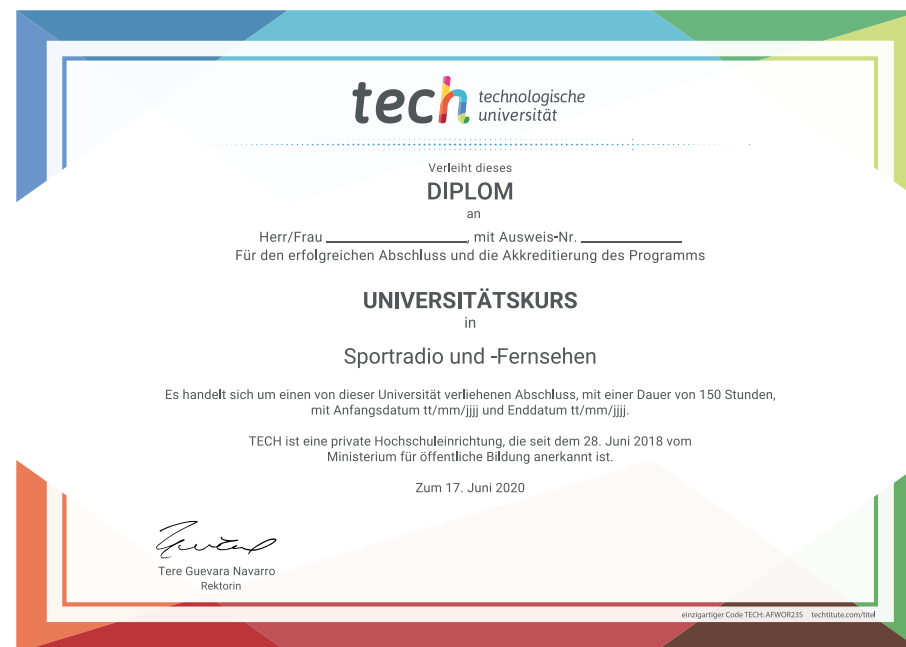 tech technologische
universität
Verleiht dieses
DIPLOM
an
Herr/Frau ____________________, mit Ausweis-Nr. ______________
Für den erfolgreichen Abschluss und die Akkreditierung des Programms
UNIVERSITÄTSKURS
in
Sportradio und -Fernsehen
Es handelt sich um einen von dieser Universität verliehenen Abschluss, mit einer Dauer von 150 Stunden,
mit Anfangsdatum tt/mm/jjjj und Enddatum tt/mm/jjjj.
TECH ist eine private Hochschuleinrichtung, die seit dem 28. Juni 2018 vom
Ministerium für öffentliche Bildung anerkannt ist.
Zum 17. Juni 2020
Tere Guevara Navarro
Rektorin
einzigartiger Code TECH: AFWOR23S techtitute.com/titel